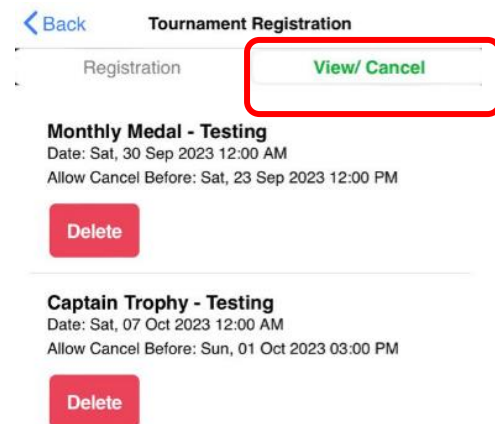 Back
Tournament Registration
Registration
View/ Cancel
Monthly Medal - Testing
Date: Sat, 30 Sep 2023 12:00 AM
Allow Cancel Before: Sat, 23 Sep 2023 12:00 PM
Delete
Captain Trophy - Testing
Date: Sat, 07 Oct 2023 12:00 AM
Allow Cancel Before: Sun, 01 Oct 2023 03:00 PM
Delete